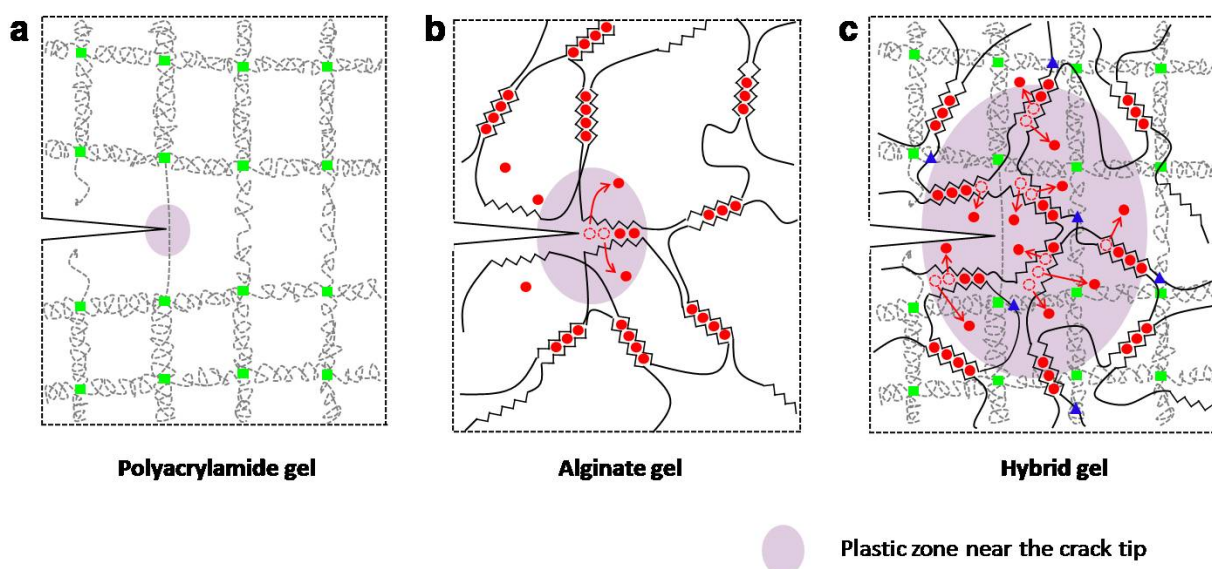 a
b
c
Polyacrylamide gel
Alginate gel
Hybrid gel
Plastic zone near the crack tip